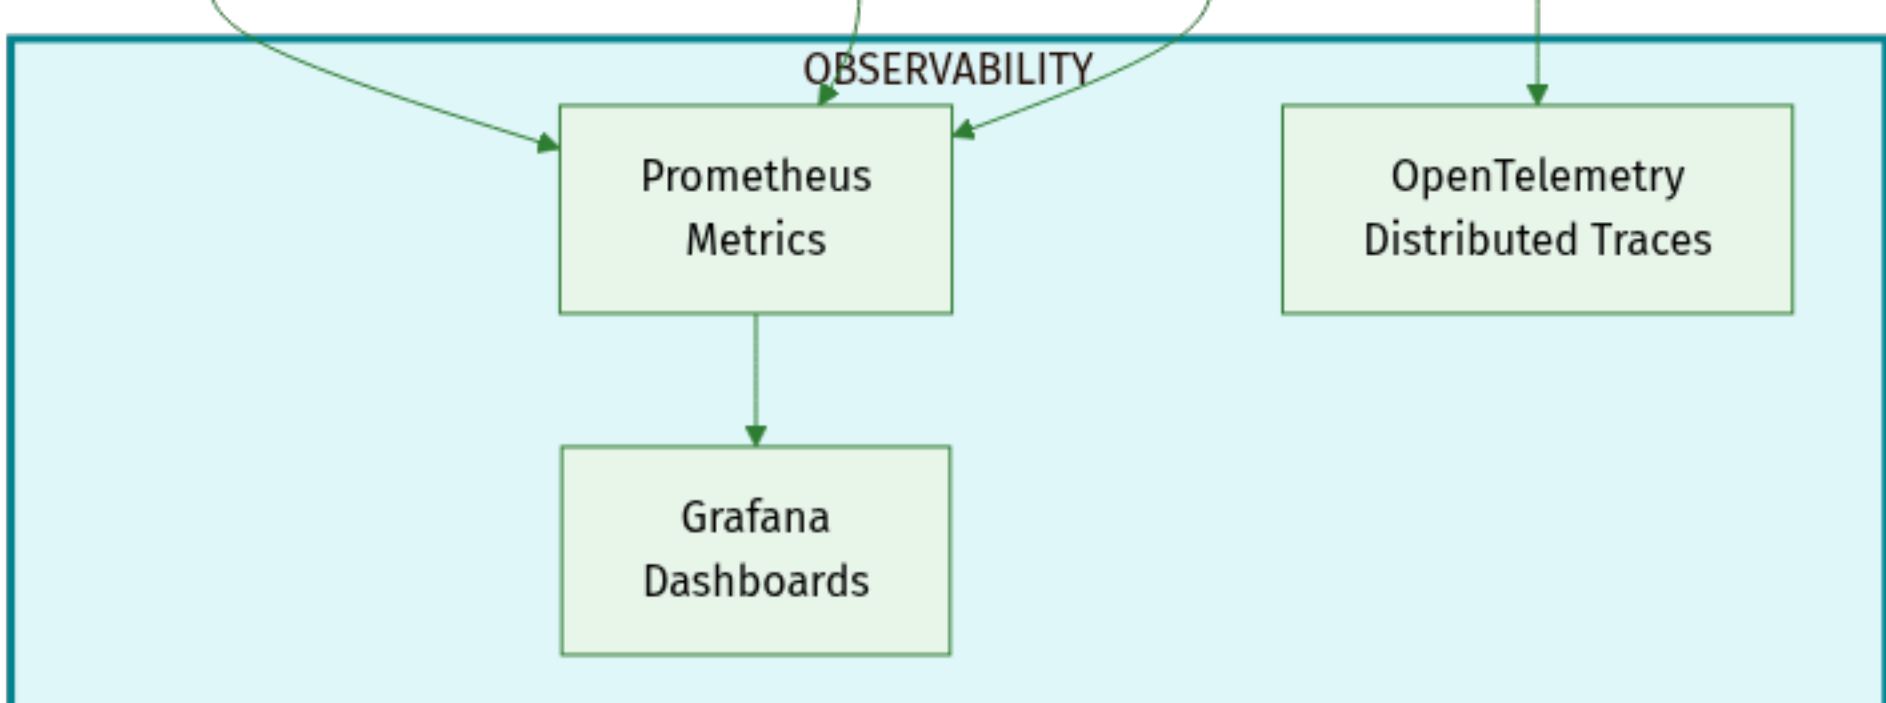 OBSERVABILITY
Prometheus
Metrics
OpenTelemetry
Distributed Traces
Grafana
Dashboards